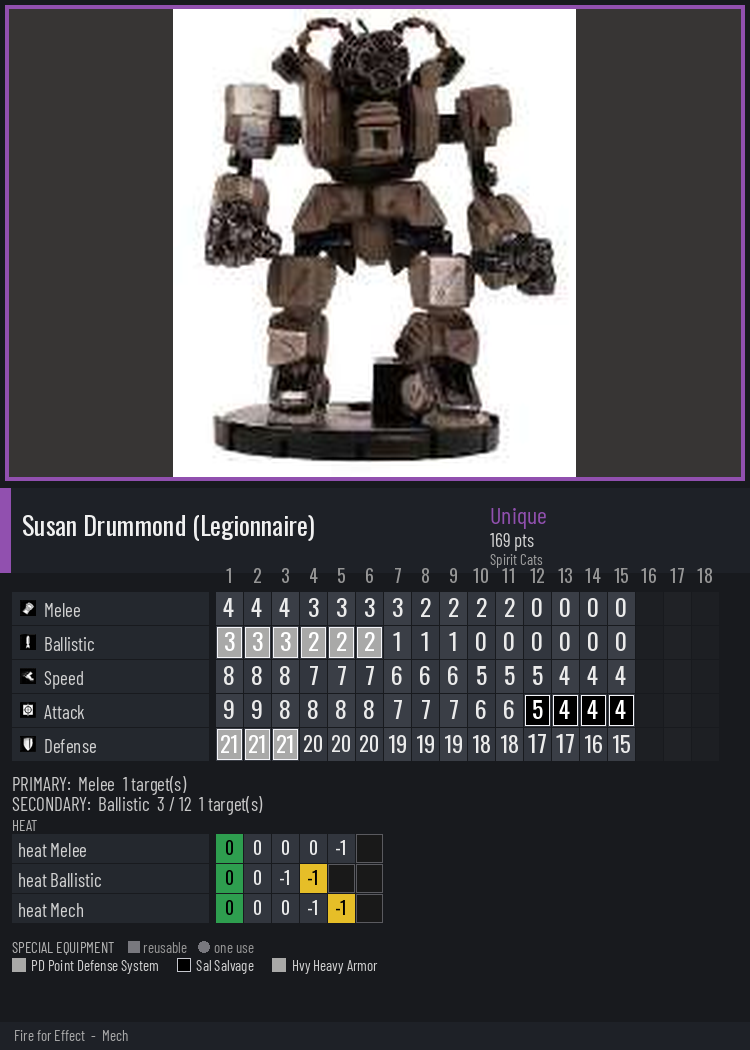 Susan Drummond (Legionnaire)
Unique
169 pts
Spirit Cats
1 2 3 4 5 6 7 8 9 10 11 12 13 14 15 16 17 18
Melee 4 4 4 3 3 3 3 2 2 2 2 0 0 0 0
Ballistic 3 3 3 2 2 2 1 1 1 0 0 0 0 0 0
Speed 8 8 8 7 7 7 6 6 6 5 5 5 4 4 4
Attack 9 9 8 8 8 8 7 7 7 6 6 5 4 4 4
Defense 21 21 21 20 20 20 19 19 19 18 18 17 17 16 15
PRIMARY: Melee 1 target(s)
SECONDARY: Ballistic 3 / 12 1 target(s)
HEAT
heat Melee 0 0 0 0 -1
heat Ballistic 0 0 -1 -1
heat Mech 0 0 0 -1 -1
SPECIAL EQUIPMENT reusable one use
PD Point Defense System Sal Salvage Hvy Heavy Armor
Fire for Effect - Mech